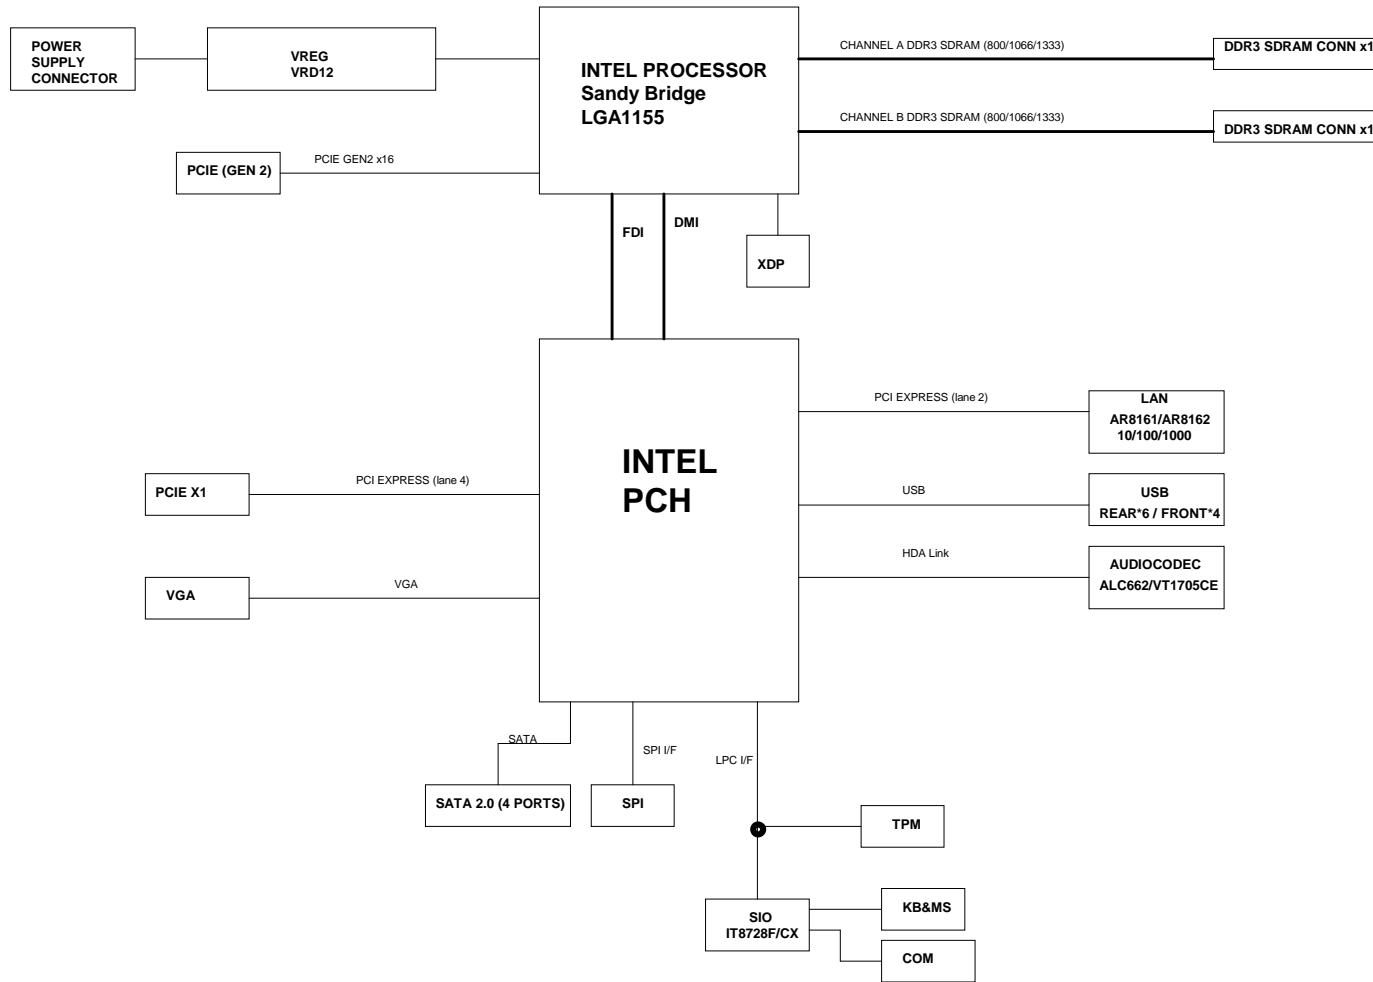 POWER
SUPPLY
CONNECTOR
VREG
VRD12
INTEL PROCESSOR
Sandy Bridge
LGA1155
CHANNEL A DDR3 SDRAM (800/1066/1333)
DDR3 SDRAM CONN x1
CHANNEL B DDR3 SDRAM (800/1066/1333)
DDR3 SDRAM CONN x1
PCIE (GEN 2)
PCIE GEN2 x16
FDI
DMI
XDP
INTEL
PCH
PCI EXPRESS (lane 2)
LAN
AR8161/AR8162
10/100/1000
PCIE X1
PCI EXPRESS (lane 4)
USB
USB
REAR*6 / FRONT*4
HDA Link
AUDIOCODEC
ALC662/VT1705CE
VGA
VGA
SATA
SPI I/F
LPC I/F
SATA 2.0 (4 PORTS)
SPI
TPM
SIO
IT8728F/CX
KB&MS
COM